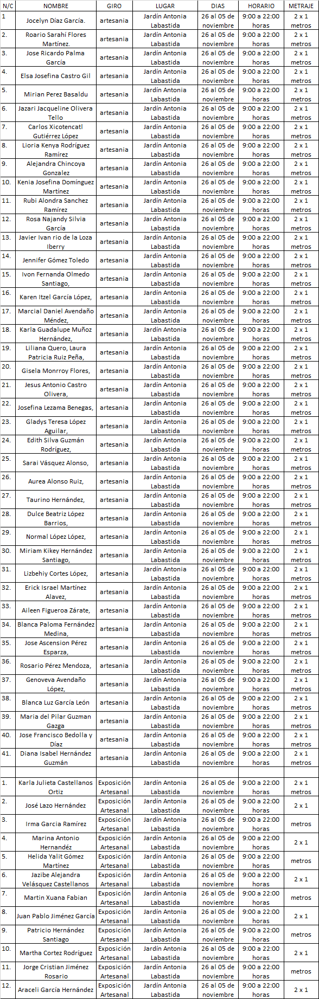 N/C NOMBRE GIRO LUGAR DIAS HORARIO METRAJE
1 Jocelyn Díaz García. artesania Jardín Antonia Labastida 26 al 05 de noviembre 9:00 a 22:00 horas 2 x 1 metros
2. Roario Sarahí Flores Martínez. artesania Jardín Antonia Labastida 26 al 05 de noviembre 9:00 a 22:00 horas 2 x 1 metros
3. Jose Ricardo Palma García artesania Jardín Antonia Labastida 26 al 05 de noviembre 9:00 a 22:00 horas 2 x 1 metros
4. Elsa Josefina Castro Gil artesania Jardín Antonia Labastida 26 al 05 de noviembre 9:00 a 22:00 horas 2 x 1 metros
5. Mirian Perez Basaldu artesania Jardín Antonia Labastida 26 al 05 de noviembre 9:00 a 22:00 horas 2 x 1 metros
6. Jazari Jacqueline Olivera Tello artesania Jardín Antonia Labastida 26 al 05 de noviembre 9:00 a 22:00 horas 2 x 1 metros
7. Carlos Xicotencatl Gutiérrez López artesania Jardín Antonia Labastida 26 al 05 de noviembre 9:00 a 22:00 horas 2 x 1 metros
8. Lioria Kenya Rodríguez Ramírez artesania Jardín Antonia Labastida 26 al 05 de noviembre 9:00 a 22:00 horas 2 x 1 metros
9. Alejandra Chincoya Gonzalez artesania Jardín Antonia Labastida 26 al 05 de noviembre 9:00 a 22:00 horas 2 x 1 metros
10. Kenia Josefina Domínguez Martínez artesania Jardín Antonia Labastida 26 al 05 de noviembre 9:00 a 22:00 horas 2 x 1 metros
11. Rubi Alondra Sanchez Ramírez artesania Jardín Antonia Labastida 26 al 05 de noviembre 9:00 a 22:00 horas 2 x 1 metros
12. Rosa Najandy Silvia García artesania Jardín Antonia Labastida 26 al 05 de noviembre 9:00 a 22:00 horas 2 x 1 metros
13. Javier Ivan rio de la Loza Iberry artesania Jardín Antonia Labastida 26 al 05 de noviembre 9:00 a 22:00 horas 2 x 1 metros
14. Jennifer Gómez Toledo artesania Jardín Antonia Labastida 26 al 05 de noviembre 9:00 a 22:00 horas 2 x 1 metros
15. Ivon Fernanda Olmedo Santiago, artesania Jardín Antonia Labastida 26 al 05 de noviembre 9:00 a 22:00 horas 2 x 1 metros
16. Karen Itzel García López, artesania Jardín Antonia Labastida 26 al 05 de noviembre 9:00 a 22:00 horas 2 x 1 metros
17. Marcial Daniel Avendaño Méndez, artesania Jardín Antonia Labastida 26 al 05 de noviembre 9:00 a 22:00 horas 2 x 1 metros
18. Karla Guadalupe Muñoz Hernández, artesania Jardín Antonia Labastida 26 al 05 de noviembre 9:00 a 22:00 horas 2 x 1 metros
19. Liliana Quero, Laura Patricia Ruiz Peña, artesania Jardín Antonia Labastida 26 al 05 de noviembre 9:00 a 22:00 horas 2 x 1 metros
20. Gisela Monrroy Flores, artesania Jardín Antonia Labastida 26 al 05 de noviembre 9:00 a 22:00 horas 2 x 1 metros
21. Jesus Antonio Castro Olivera, artesania Jardín Antonia Labastida 26 al 05 de noviembre 9:00 a 22:00 horas 2 x 1 metros
22. Josefina Lezama Benegas, artesania Jardín Antonia Labastida 26 al 05 de noviembre 9:00 a 22:00 horas 2 x 1 metros
23. Gladys Teresa López Aguilar, artesania Jardín Antonia Labastida 26 al 05 de noviembre 9:00 a 22:00 horas 2 x 1 metros
24. Edith Silva Guzmán Rodríguez, artesania Jardín Antonia Labastida 26 al 05 de noviembre 9:00 a 22:00 horas 2 x 1 metros
25. Sarai Vásquez Alonso, artesania Jardín Antonia Labastida 26 al 05 de noviembre 9:00 a 22:00 horas 2 x 1 metros
26. Aurea Alonso Ruiz, artesania Jardín Antonia Labastida 26 al 05 de noviembre 9:00 a 22:00 horas 2 x 1 metros
27. Taurino Hernández, artesania Jardín Antonia Labastida 26 al 05 de noviembre 9:00 a 22:00 horas 2 x 1 metros
28. Dulce Beatriz López Barrios, artesania Jardín Antonia Labastida 26 al 05 de noviembre 9:00 a 22:00 horas 2 x 1 metros
29. Normal López López, artesania Jardín Antonia Labastida 26 al 05 de noviembre 9:00 a 22:00 horas 2 x 1 metros
30. Miriam Kikey Hernández Santiago, artesania Jardín Antonia Labastida 26 al 05 de noviembre 9:00 a 22:00 horas 2 x 1 metros
31. Lizbehiy Cortes López, artesania Jardín Antonia Labastida 26 al 05 de noviembre 9:00 a 22:00 horas 2 x 1 metros
32. Erick Israel Martínez Alavez, artesania Jardín Antonia Labastida 26 al 05 de noviembre 9:00 a 22:00 horas 2 x 1 metros
33. Aileen Figueroa Zárate, artesania Jardín Antonia Labastida 26 al 05 de noviembre 9:00 a 22:00 horas 2 x 1 metros
34. Blanca Paloma Fernández Medina, artesania Jardín Antonia Labastida 26 al 05 de noviembre 9:00 a 22:00 horas 2 x 1 metros
35. Jose Ascension Pérez Esparza, artesania Jardín Antonia Labastida 26 al 05 de noviembre 9:00 a 22:00 horas 2 x 1 metros
36. Rosario Pérez Mendoza, artesania Jardín Antonia Labastida 26 al 05 de noviembre 9:00 a 22:00 horas 2 x 1 metros
37. Genoveva Avendaño López, artesania Jardín Antonia Labastida 26 al 05 de noviembre 9:00 a 22:00 horas 2 x 1 metros
38. Blanca Luz García León artesania Jardín Antonia Labastida 26 al 05 de noviembre 9:00 a 22:00 horas 2 x 1 metros
39. Maria del Pilar Guzman Gazga artesania Jardín Antonia Labastida 26 al 05 de noviembre 9:00 a 22:00 horas 2 x 1 metros
40. Jose Francisco Bedolla y Díaz artesania Jardín Antonia Labastida 26 al 05 de noviembre 9:00 a 22:00 horas 2 x 1 metros
41. Diana Isabel Hernández Guzmán artesania Jardín Antonia Labastida 26 al 05 de noviembre 9:00 a 22:00 horas 2 x 1 metros
1. Karla Julieta Castellanos Ortiz Exposición Artesanal Jardín Antonia Labastida 26 al 05 de noviembre 9:00 a 22:00 horas 2 x 1 metros
2. José Lazo Hernández Exposición Artesanal Jardín Antonia Labastida 26 al 05 de noviembre 9:00 a 22:00 horas 2 x 1
3. Irma Garcia Ramírez Exposición Artesanal Jardín Antonia Labastida 26 al 05 de noviembre 9:00 a 22:00 horas metros
4. Marina Antonio Hernandéz Exposición Artesanal Jardín Antonia Labastida 26 al 05 de noviembre 9:00 a 22:00 horas 2 x 1
5. Helida Yalit Gómez Martínez Exposición Artesanal Jardín Antonia Labastida 26 al 05 de noviembre 9:00 a 22:00 horas metros
6. Jazibe Alejandra Velásquez Castellanos Exposición Artesanal Jardín Antonia Labastida 26 al 05 de noviembre 9:00 a 22:00 horas 2 x 1
7. Martin Xuana Fabian Exposición Artesanal Jardín Antonia Labastida 26 al 05 de noviembre 9:00 a 22:00 horas metros
8. Juan Pablo Jiménez García Exposición Artesanal Jardín Antonia Labastida 26 al 05 de noviembre 9:00 a 22:00 horas 2 x 1
9. Patricio Hernández Santiago Exposición Artesanal Jardín Antonia Labastida 26 al 05 de noviembre 9:00 a 22:00 horas metros
10. Martha Cortez Rodríguez Exposición Artesanal Jardín Antonia Labastida 26 al 05 de noviembre 9:00 a 22:00 horas 2 x 1
11. Jorge Cristian Jiménez Rosario Exposición Artesanal Jardín Antonia Labastida 26 al 05 de noviembre 9:00 a 22:00 horas metros
12. Araceli García Hernández Exposición Artesanal Jardín Antonia Labastida 26 al 05 de noviembre 9:00 a 22:00 horas 2 x 1